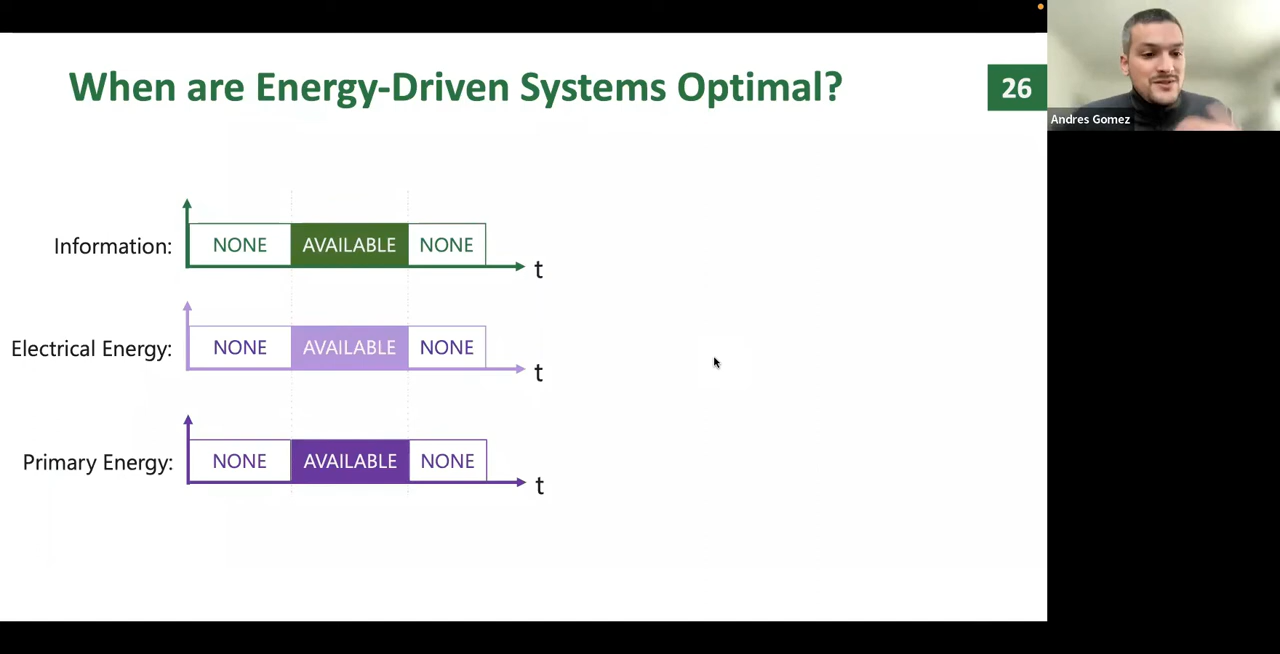 When are Energy-Driven Systems Optimal?
26
Andres Gomez
Information:
NONE
AVAILABLE
NONE
t
Electrical Energy:
NONE
AVAILABLE
NONE
t
Primary Energy:
NONE
AVAILABLE
NONE
t